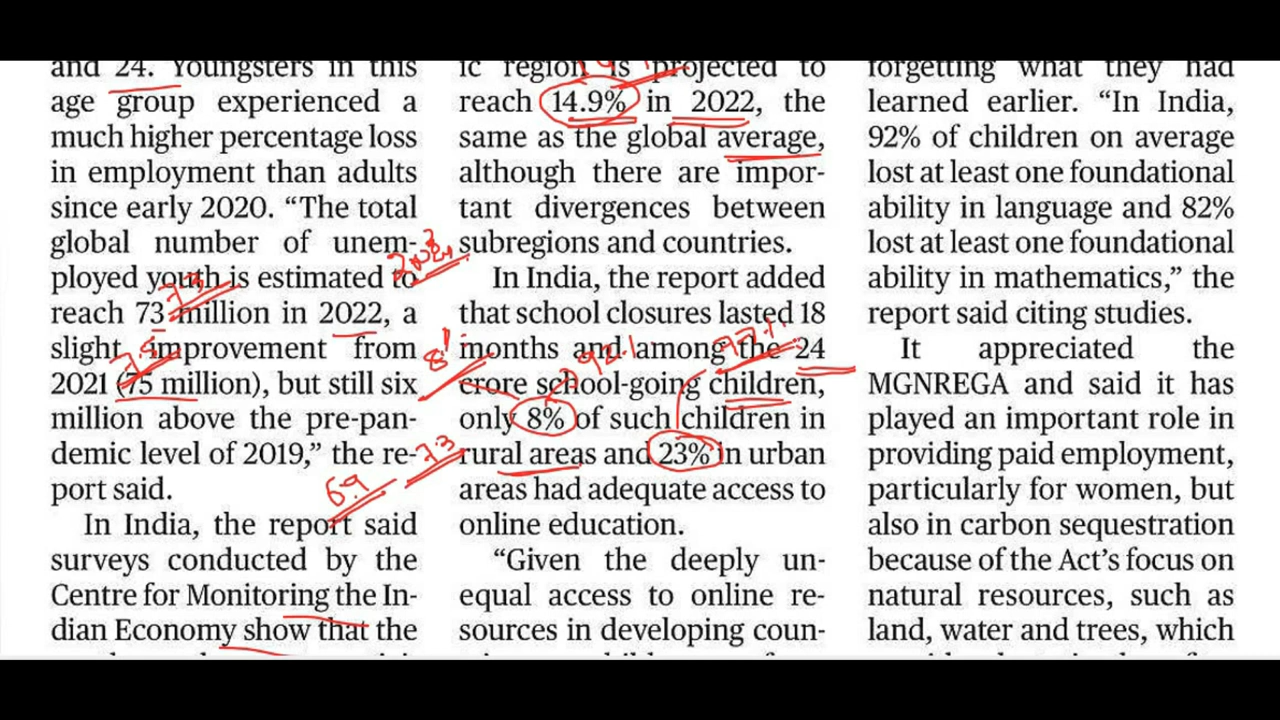 and 24. Youngsters in this
age group experienced a
much higher percentage loss
in employment than adults
since early 2020. “The total
global number of unem-
ployed youth is estimated to
reach 73 million in 2022, a
slight improvement from
2021 (75 million), but still six
million above the pre-pan-
demic level of 2019,” the re-
port said.
In India, the report said
surveys conducted by the
Centre for Monitoring the In-
dian Economy show that the
ic region is projected to
reach 14.9% in 2022, the
same as the global average,
although there are impor-
tant divergences between
subregions and countries.
In India, the report added
that school closures lasted 18
months and among the 24
crore school-going children,
only 8% of such children in
rural areas and 23% in urban
areas had adequate access to
online education.
“Given the deeply un-
equal access to online re-
sources in developing coun-
forgetting what they had
learned earlier. “In India,
92% of children on average
lost at least one foundational
ability in language and 82%
lost at least one foundational
ability in mathematics,” the
report said citing studies.
It appreciated the
MGNREGA and said it has
played an important role in
providing paid employment,
particularly for women, but
also in carbon sequestration
because of the Act’s focus on
natural resources, such as
land, water and trees, which
73
7.5
69
73